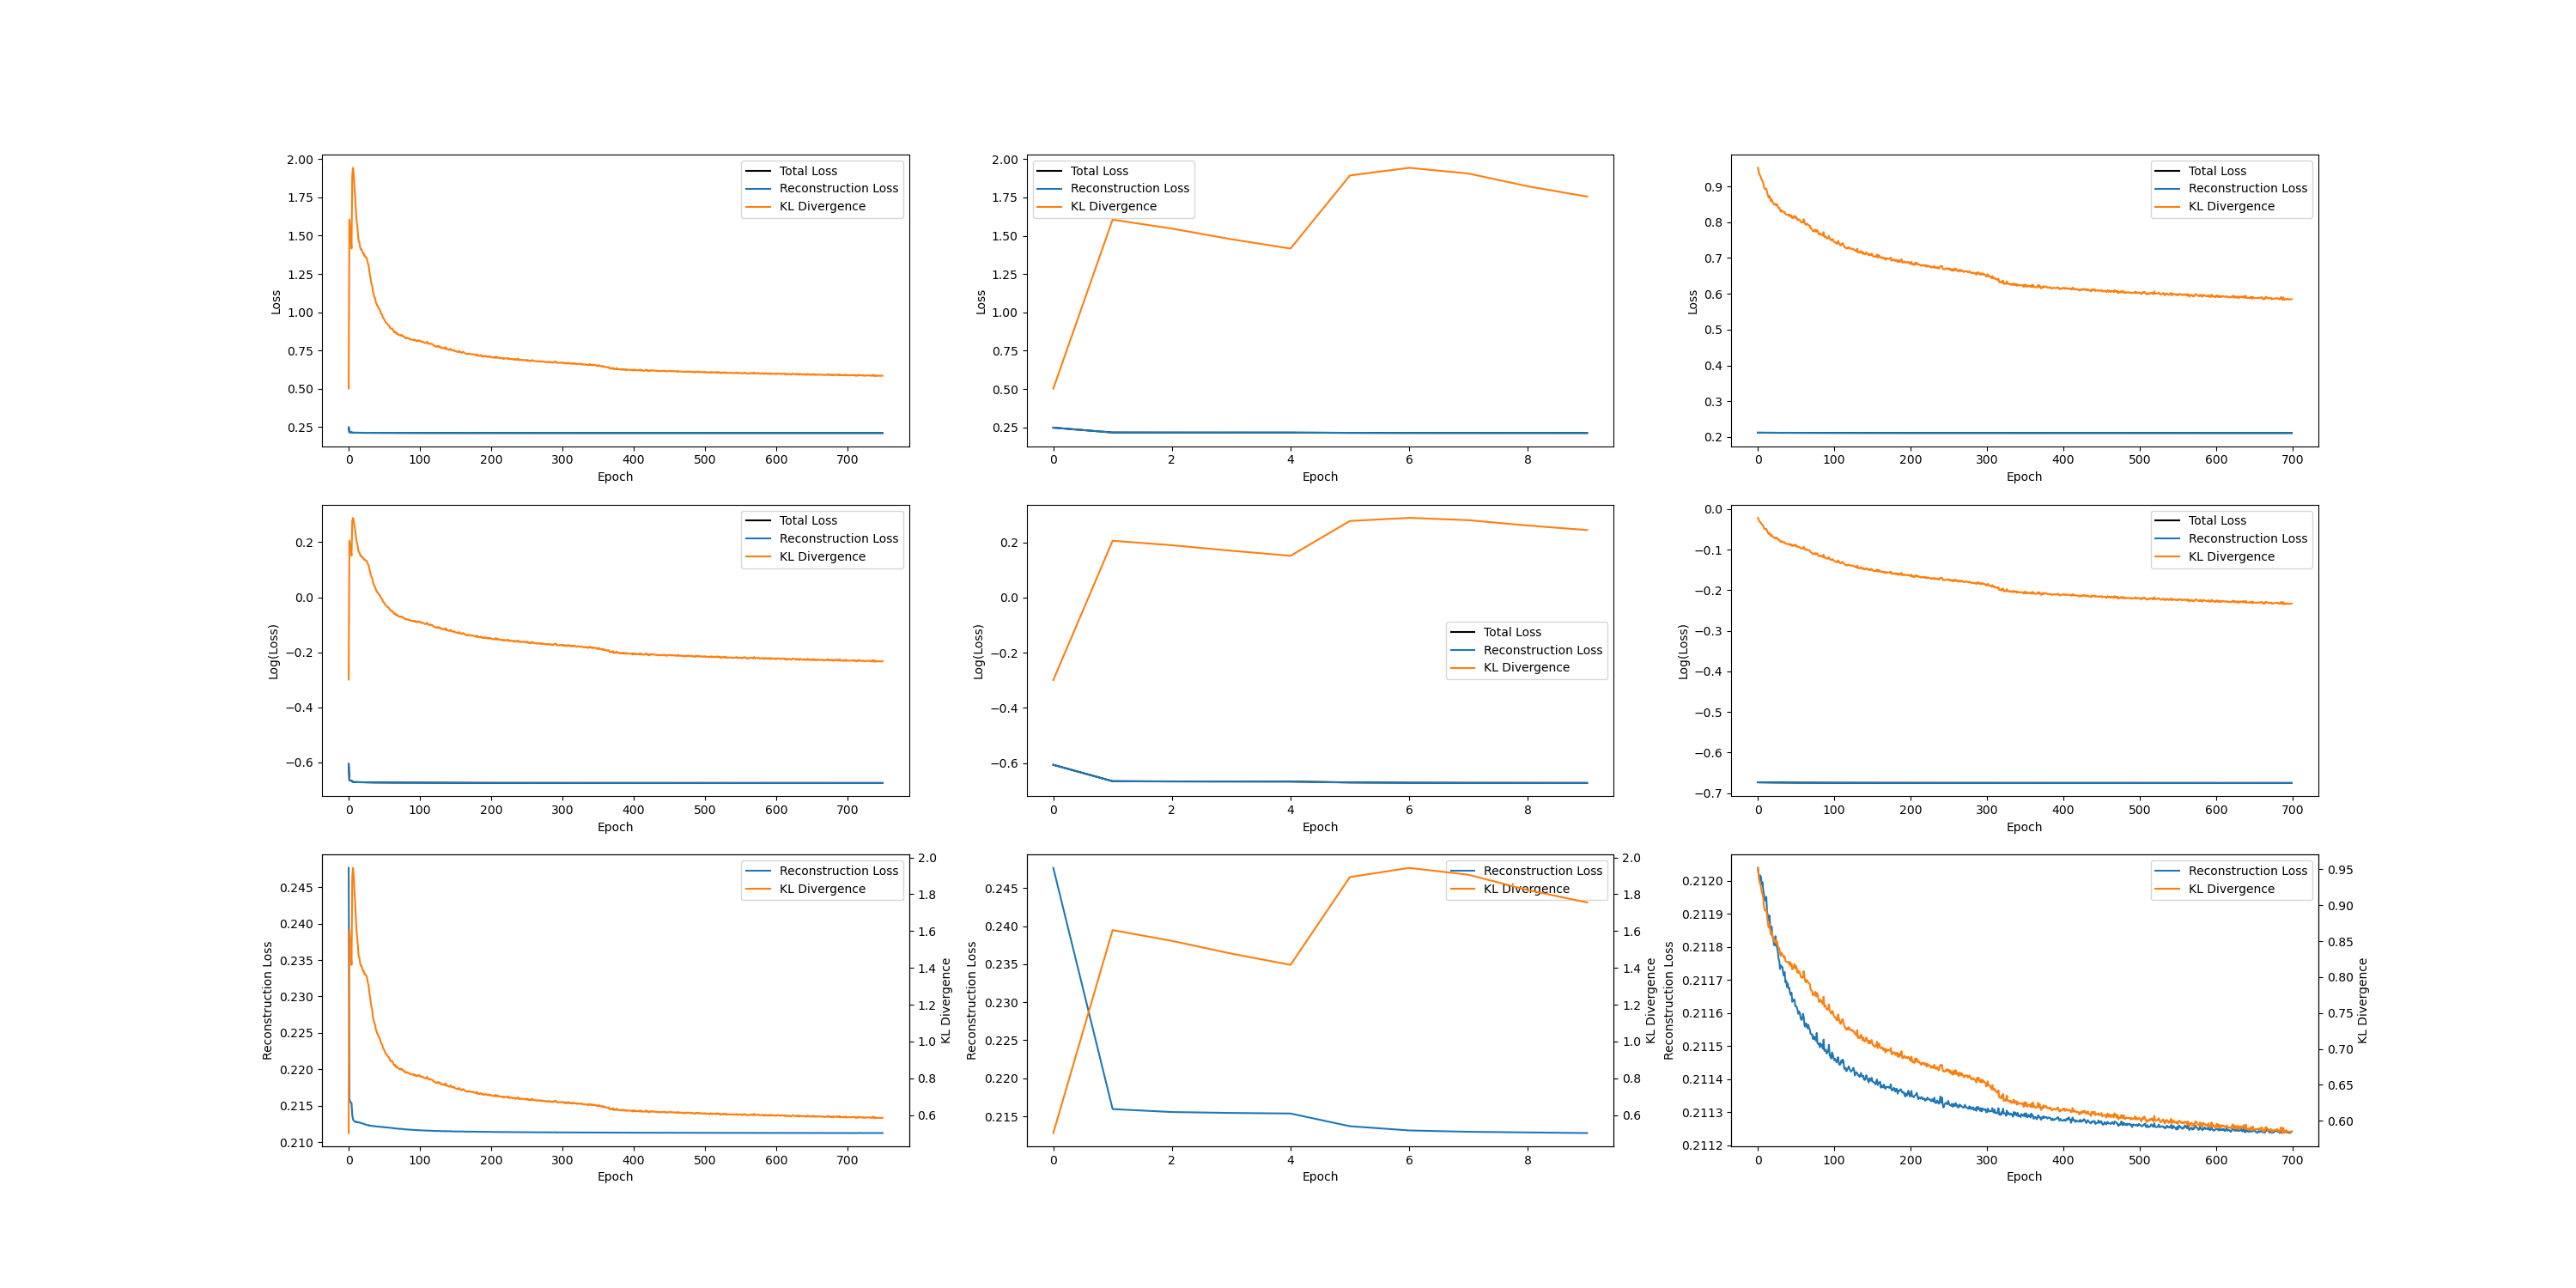 2.00
1.75
1.50
1.25
1.00
0.75
0.50
0.25
Loss
Total Loss
Reconstruction Loss
KL Divergence
0 100 200 300 400 500 600 700
Epoch
2.00
1.75
1.50
1.25
1.00
0.75
0.50
0.25
Loss
Total Loss
Reconstruction Loss
KL Divergence
0 2 4 6 8
Epoch
0.9
0.8
0.7
0.6
0.5
0.4
0.3
0.2
Loss
Total Loss
Reconstruction Loss
KL Divergence
0 100 200 300 400 500 600 700
Epoch
0.2
0.0
−0.2
−0.4
−0.6
Log(Loss)
Total Loss
Reconstruction Loss
KL Divergence
0 100 200 300 400 500 600 700
Epoch
0.2
0.0
−0.2
−0.4
−0.6
Log(Loss)
Total Loss
Reconstruction Loss
KL Divergence
0 2 4 6 8
Epoch
0.0
−0.1
−0.2
−0.3
−0.4
−0.5
−0.6
−0.7
Log(Loss)
Total Loss
Reconstruction Loss
KL Divergence
0 100 200 300 400 500 600 700
Epoch
0.245
0.240
0.235
0.230
0.225
0.220
0.215
0.210
Reconstruction Loss
Reconstruction Loss
KL Divergence
2.0
1.8
1.6
1.4
1.2
1.0
0.8
0.6
KL Divergence
0 100 200 300 400 500 600 700
Epoch
0.245
0.240
0.235
0.230
0.225
0.220
0.215
Reconstruction Loss
Reconstruction Loss
KL Divergence
2.0
1.8
1.6
1.4
1.2
1.0
0.8
0.6
KL Divergence
0 2 4 6 8
Epoch
0.2120
0.2119
0.2118
0.2117
0.2116
0.2115
0.2114
0.2113
0.2112
Reconstruction Loss
Reconstruction Loss
KL Divergence
0.95
0.90
0.85
0.80
0.75
0.70
0.65
0.60
KL Divergence
0 100 200 300 400 500 600 700
Epoch